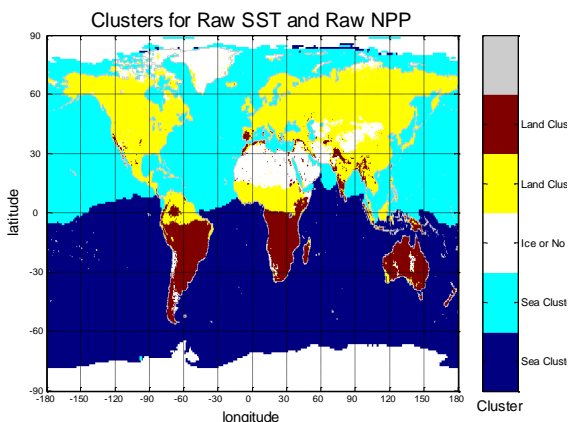 Clusters for Raw SST and Raw NPP
90
60
30
0
-30
-60
-90
latitude
-180 -150 -120 -90 -60 -30 0 30 60 90 120 150 180
longitude
Land Clus
Land Clus
Ice or No
Sea Cluste
Sea Cluste
Cluster